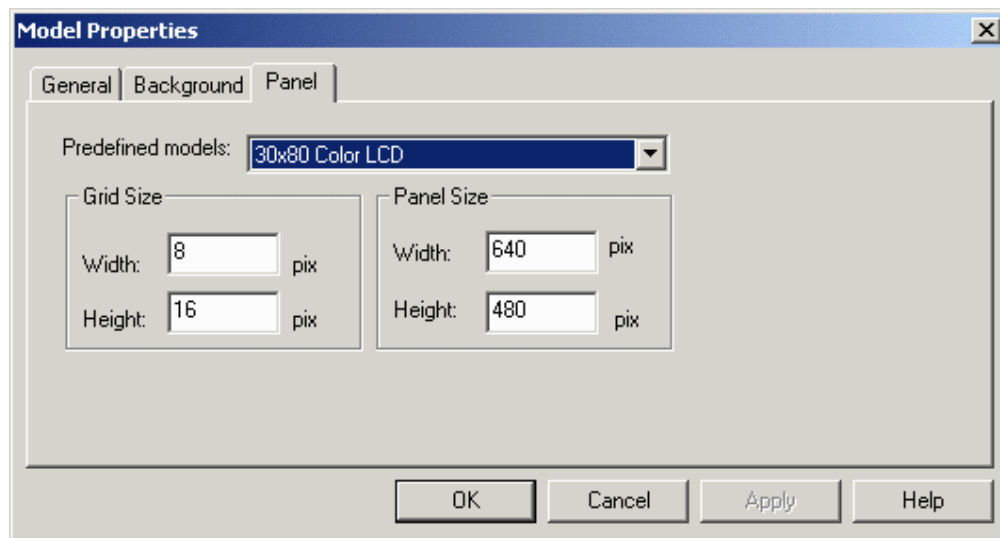 Model Properties
General Background Panel
Predefined models: 30x80 Color LCD
Grid Size
Width: 8 pix
Height: 16 pix
Panel Size
Width: 640 pix
Height: 480 pix
OK Cancel Apply Help